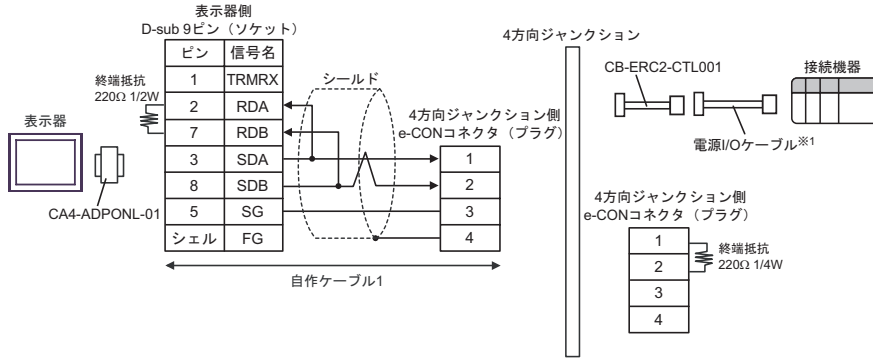 表示器側
D-sub 9ピン（ソケット）
ピン 信号名
1 TRMRX
2 RDA
7 RDB
3 SDA
8 SDB
5 SG
シェル FG
終端抵抗
220Ω 1/2W
表示器
CA4-ADPONL-01
シールド
4方向ジャンクション側
e-CONコネクタ（プラグ）
1
2
3
4
自作ケーブル1
4方向ジャンクション
CB-ERC2-CTL001
接続機器
電源I/Oケーブル※1
4方向ジャンクション側
e-CONコネクタ（プラグ）
1
2
3
4
終端抵抗
220Ω 1/4W